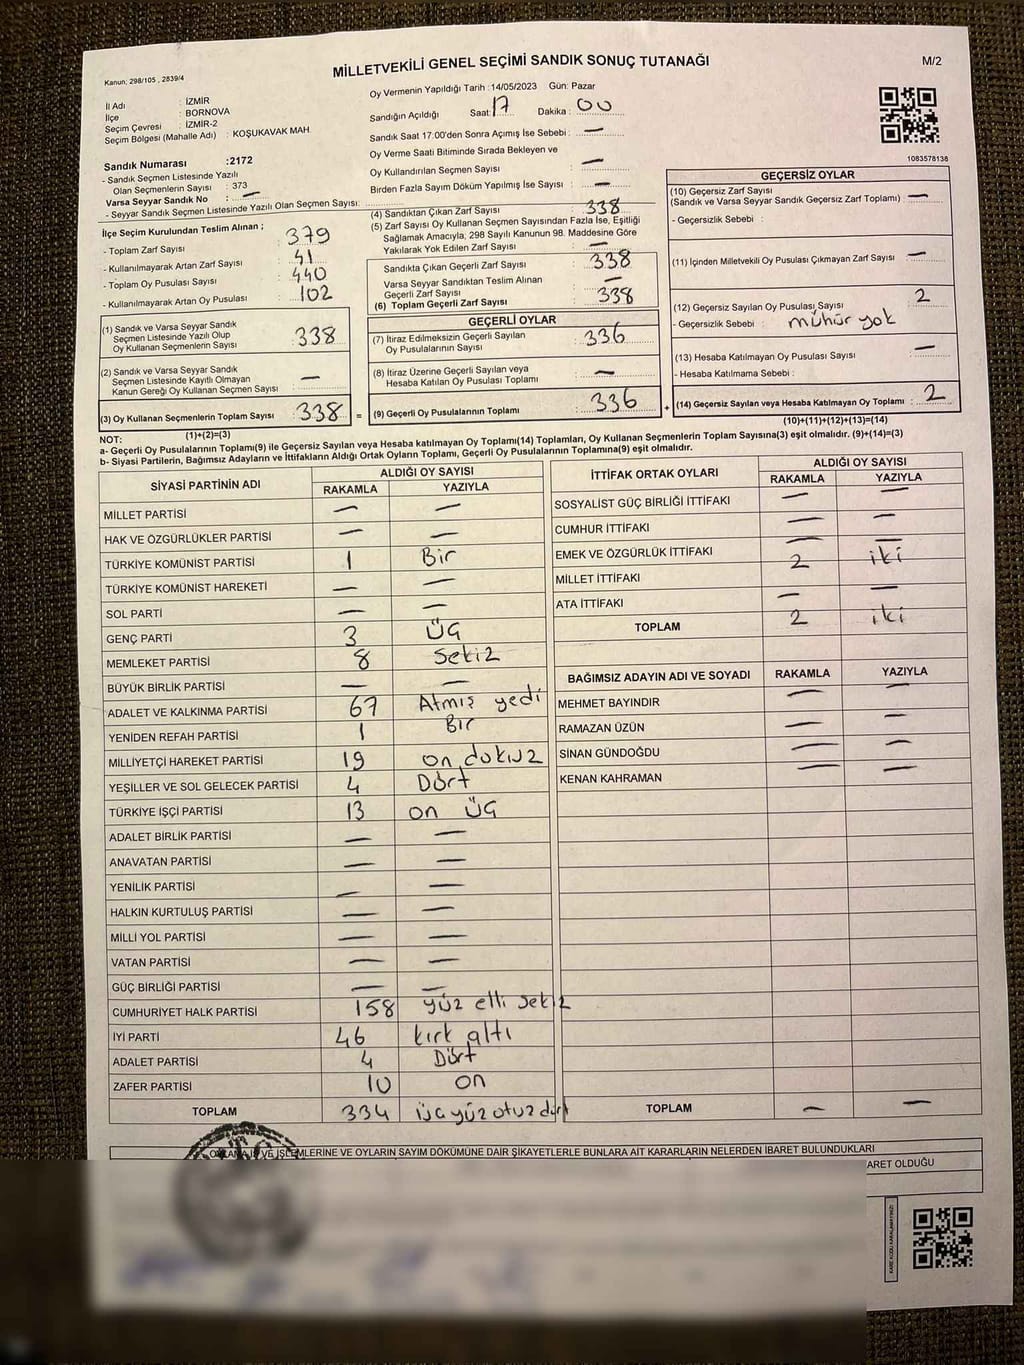 MİLLETVEKİLİ GENEL SEÇİMİ SANDIK SONUÇ TUTANAĞI
M/2
Kanun: 298/105 , 2839/4
İl Adı : İZMİR
İlçe : BORNOVA
Seçim Çevresi : İZMİR-2
Seçim Bölgesi (Mahalle Adı) : KOŞUKAVAK MAH
Oy Vermenin Yapıldığı Tarih :14/05/2023 Gün: Pazar
Sandığın Açıldığı Saat: 17 Dakika : 00
Sandık Saat 17:00'den Sonra Açımış İse Sebebi : —
Oy Verme Saati Bitiminde Sırada Bekleyen ve
Oy Kullandırılan Seçmen Sayısı : —
Birden Fazla Sayım Döküm Yapılmış İse Sayısı : —
1083578138
Sandık Numarası :2172
- Sandık Seçmen Listesinde Yazılı
Olan Seçmenlerin Sayısı : 373
Varsa Seyyar Sandık No : —
- Seyyar Sandık Seçmen Listesinde Yazılı Olan Seçmen Sayısı:
İlçe Seçim Kurulundan Teslim Alınan ;
- Toplam Zarf Sayısı : 379
- Kullanılmayarak Artan Zarf Sayısı : 41
- Toplam Oy Pusulası Sayısı : 440
- Kullanılmayarak Artan Oy Pusulası : 102
(4) Sandıktan Çıkan Zarf Sayısı : 338
(5) Zarf Sayısı Oy Kullanan Seçmen Sayısından Fazla İse, Eşitliği
Sağlamak Amacıyla, 298 Sayılı Kanunun 98. Maddesine Göre
Yakılarak Yok Edilen Zarf Sayısı : —
Sandıkta Çıkan Geçerli Zarf Sayısı : 338
Varsa Seyyar Sandıktan Teslim Alınan
Geçerli Zarf Sayısı : —
(6) Toplam Geçerli Zarf Sayısı : 338
GEÇERSİZ OYLAR
(10) Geçersiz Zarf Sayısı
(Sandık ve Varsa Seyyar Sandık Geçersiz Zarf Toplamı) : —
- Geçersizlik Sebebi :
(11) İçinden Milletvekili Oy Pusulası Çıkmayan Zarf Sayısı : —
(12) Geçersiz Sayılan Oy Pusulası Sayısı : 2
- Geçersizlik Sebebi : mühür yok
(13) Hesaba Katılmayan Oy Pusulası Sayısı : —
- Hesaba Katılmama Sebebi :
(14) Geçersiz Sayılan veya Hesaba Katılmayan Oy Toplamı : 2
(10)+(11)+(12)+(13)=(14)
(1) Sandık ve Varsa Seyyar Sandık
Seçmen Listesinde Yazılı Olup
Oy Kullanan Seçmenlerin Sayısı : 338
(2) Sandık ve Varsa Seyyar Sandık
Seçmen Listesinde Kayıtlı Olmayan
Kanun Gereği Oy Kullanan Seçmen Sayısı : —
(3) Oy Kullanan Seçmenlerin Toplam Sayısı : 338 =
(1)+(2)=(3)
GEÇERLİ OYLAR
(7) İtiraz Edilmeksizin Geçerli Sayılan
Oy Pusulalarının Sayısı : 336
(8) İtiraz Üzerine Geçerli Sayılan veya
Hesaba Katılan Oy Pusulası Toplamı : —
(9) Geçerli Oy Pusulalarının Toplamı : 336 +
NOT:
a- Geçerli Oy Pusulalarının Toplamı(9) ile Geçersiz Sayılan veya Hesaba katılmayan Oy Toplamı(14) Toplamları, Oy Kullanan Seçmenlerin Toplam Sayısına(3) eşit olmalıdır. (9)+(14)=(3)
b- Siyasi Partilerin, Bağımsız Adayların ve İttifakların Aldığı Ortak Oyların Toplamı, Geçerli Oy Pusulalarının Toplamına(9) eşit olmalıdır.
SİYASİ PARTİNİN ADI ALDIĞI OY SAYISI
RAKAMLA YAZIYLA
MİLLET PARTİSİ — —
HAK VE ÖZGÜRLÜKLER PARTİSİ — —
TÜRKİYE KOMÜNİST PARTİSİ 1 Bir
TÜRKİYE KOMÜNİST HAREKETİ — —
SOL PARTİ — —
GENÇ PARTİ 3 Üç
MEMLEKET PARTİSİ 8 Sekiz
BÜYÜK BİRLİK PARTİSİ — —
ADALET VE KALKINMA PARTİSİ 67 Atmış yedi
YENİDEN REFAH PARTİSİ 1 Bir
MİLLİYETÇİ HAREKET PARTİSİ 19 on dokuz
YEŞİLLER VE SOL GELECEK PARTİSİ 4 Dört
TÜRKİYE İŞÇİ PARTİSİ 13 on üç
ADALET BİRLİK PARTİSİ — —
ANAVATAN PARTİSİ — —
YENİLİK PARTİSİ — —
HALKIN KURTULUŞ PARTİSİ — —
MİLLİ YOL PARTİSİ — —
VATAN PARTİSİ — —
GÜÇ BİRLİĞİ PARTİSİ — —
CUMHURİYET HALK PARTİSİ 158 yüz elli sekiz
İYİ PARTİ 46 kırk altı
ADALET PARTİSİ 4 Dört
ZAFER PARTİSİ 10 on
TOPLAM 334 üçyüz otuz dört
İTTİFAK ORTAK OYLARI ALDIĞI OY SAYISI
RAKAMLA YAZIYLA
SOSYALİST GÜÇ BİRLİĞİ İTTİFAKI — —
CUMHUR İTTİFAKI — —
EMEK VE ÖZGÜRLÜK İTTİFAKI — —
MİLLET İTTİFAKI 2 iki
ATA İTTİFAKI — —
TOPLAM 2 iki
BAĞIMSIZ ADAYIN ADI VE SOYADI RAKAMLA YAZIYLA
MEHMET BAYINDIR — —
RAMAZAN ÜZÜN — —
SİNAN GÜNDOĞDU — —
KENAN KAHRAMAN — —
TOPLAM — —
OYLAMA İŞ VE İŞLEMLERİNE VE OYLARIN SAYIM DÖKÜMÜNE DAİR ŞİKAYETLERLE BUNLARA AİT KARARLARIN NELERDEN İBARET BULUNDUKLARI
ARET OLDUĞU